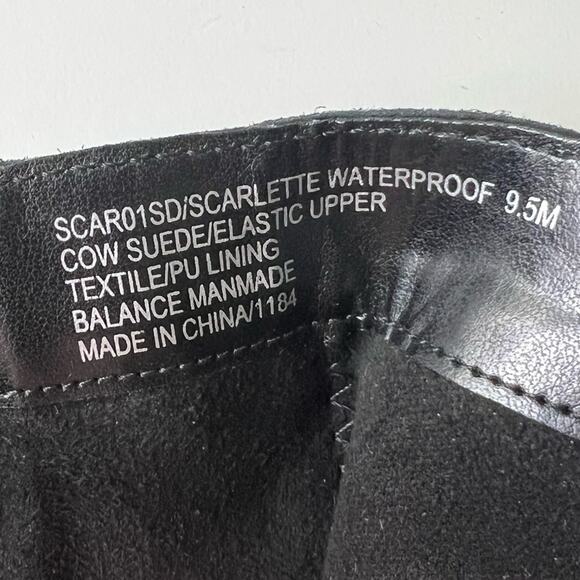 SCAR01SD/SCARLETTE WATERPROOF 9.5M
COW SUEDE/ELASTIC UPPER
TEXTILE/PU LINING
BALANCE MANMADE
MADE IN CHINA/1184